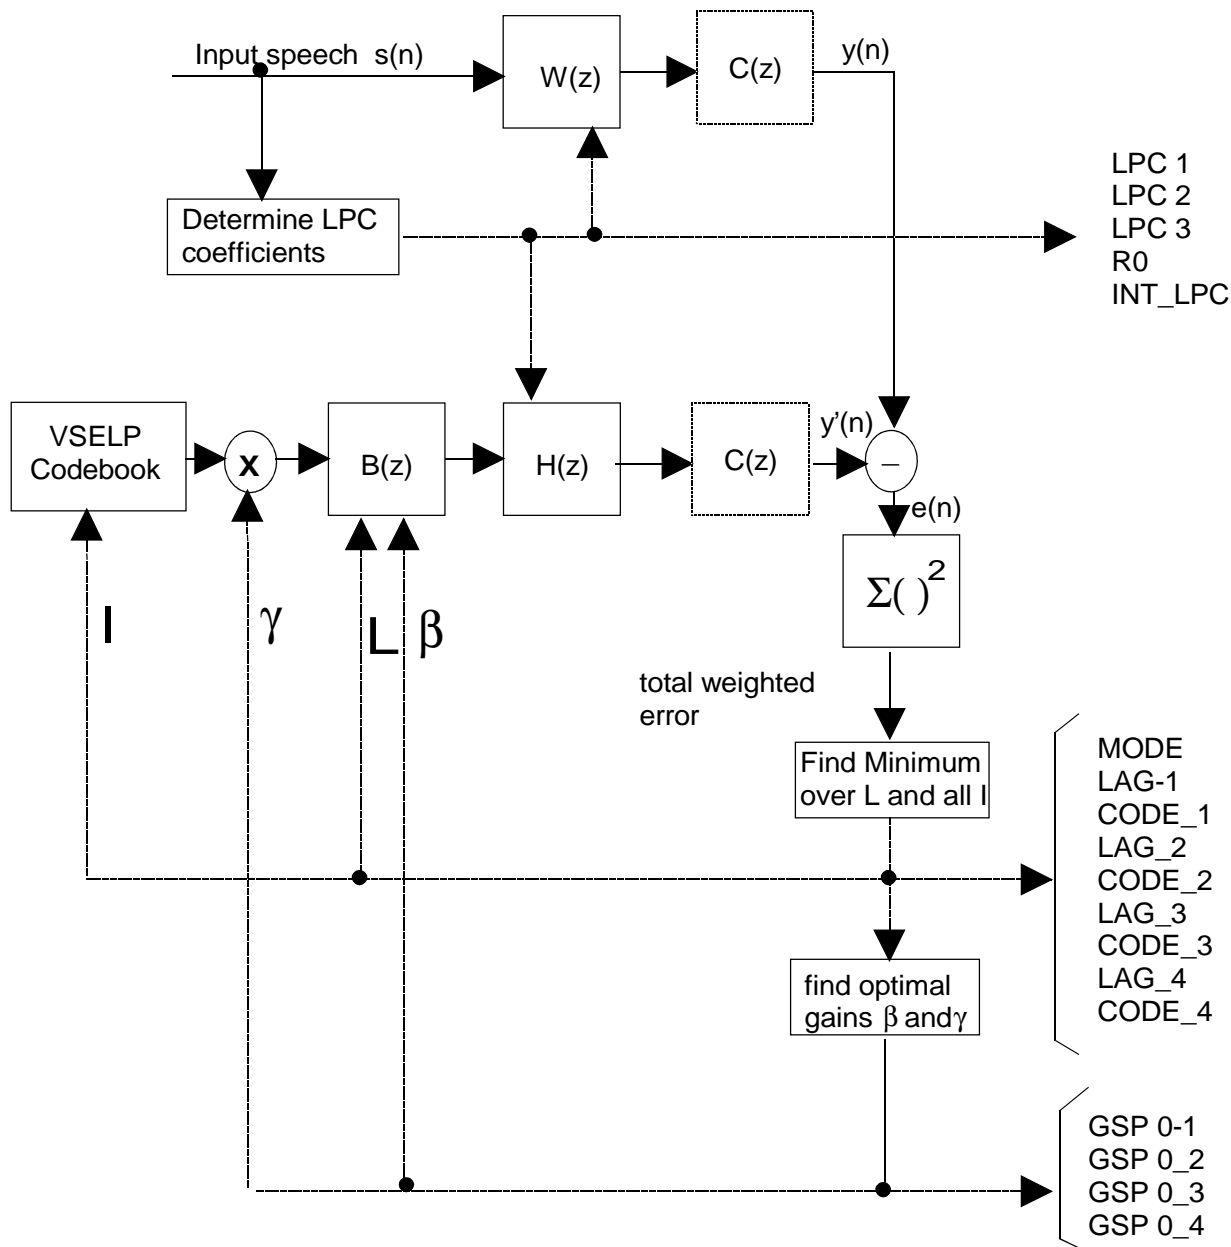 Input speech s(n)
W(z)
C(z)
y(n)
Determine LPC
coefficients
LPC 1
LPC 2
LPC 3
R0
INT_LPC
VSELP
Codebook
x
B(z)
H(z)
C(z)
y’(n)
–
e(n)
Σ( )²
I
γ
L
β
total weighted
error
Find Minimum
over L and all I
MODE
LAG-1
CODE_1
LAG_2
CODE_2
LAG_3
CODE_3
LAG_4
CODE_4
find optimal
gains β andγ
GSP 0-1
GSP 0_2
GSP 0_3
GSP 0_4